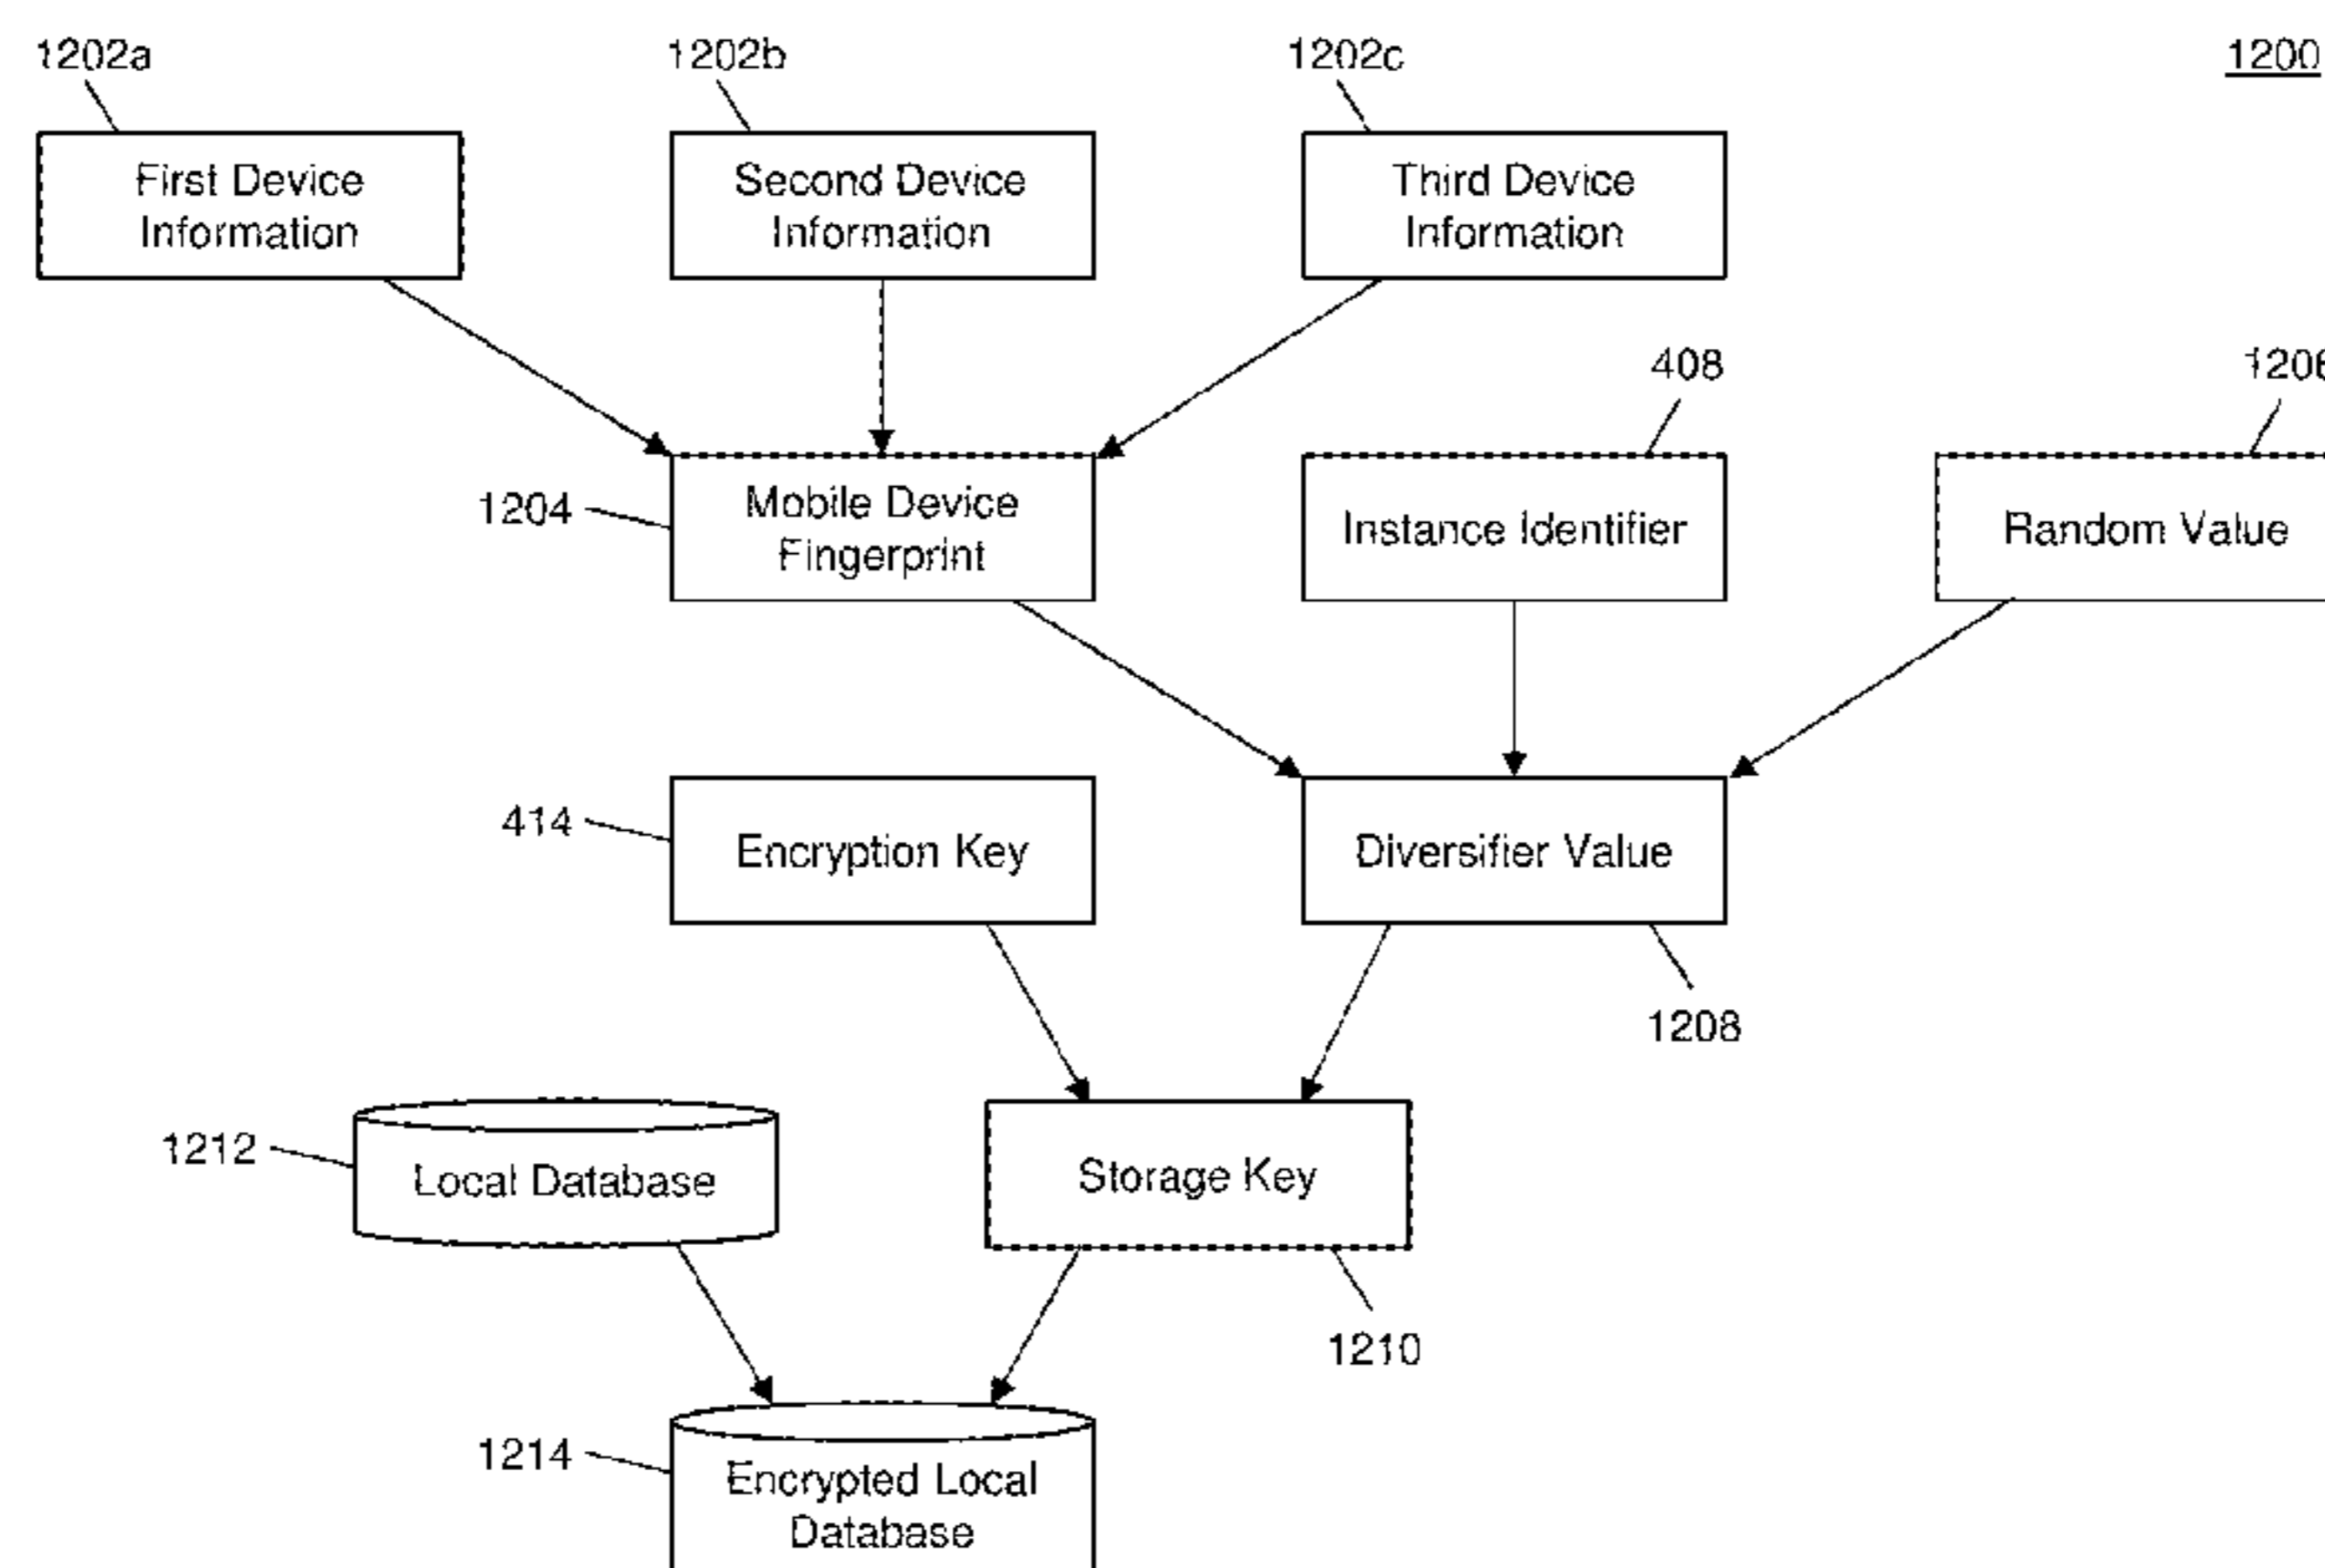 1202a
1202b
1202c
1200
First Device
Information
Second Device
Information
Third Device
Information
408
1206
1204
Mobile Device
Fingerprint
Instance Identifier
Random Value
414
Encryption Key
Diversifier Value
1208
1212
Local Database
Storage Key
1210
1214
Encrypted Local
Database